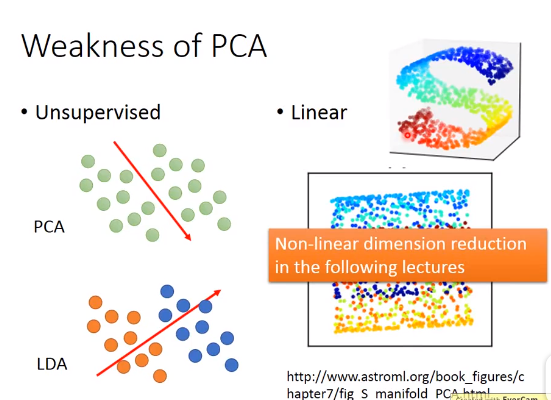 Weakness of PCA
• Unsupervised
• Linear
PCA
LDA
Non-linear dimension reduction
in the following lectures
http://www.astroml.org/book_figures/c
hapter7/fig_S_manifold_PCA.html